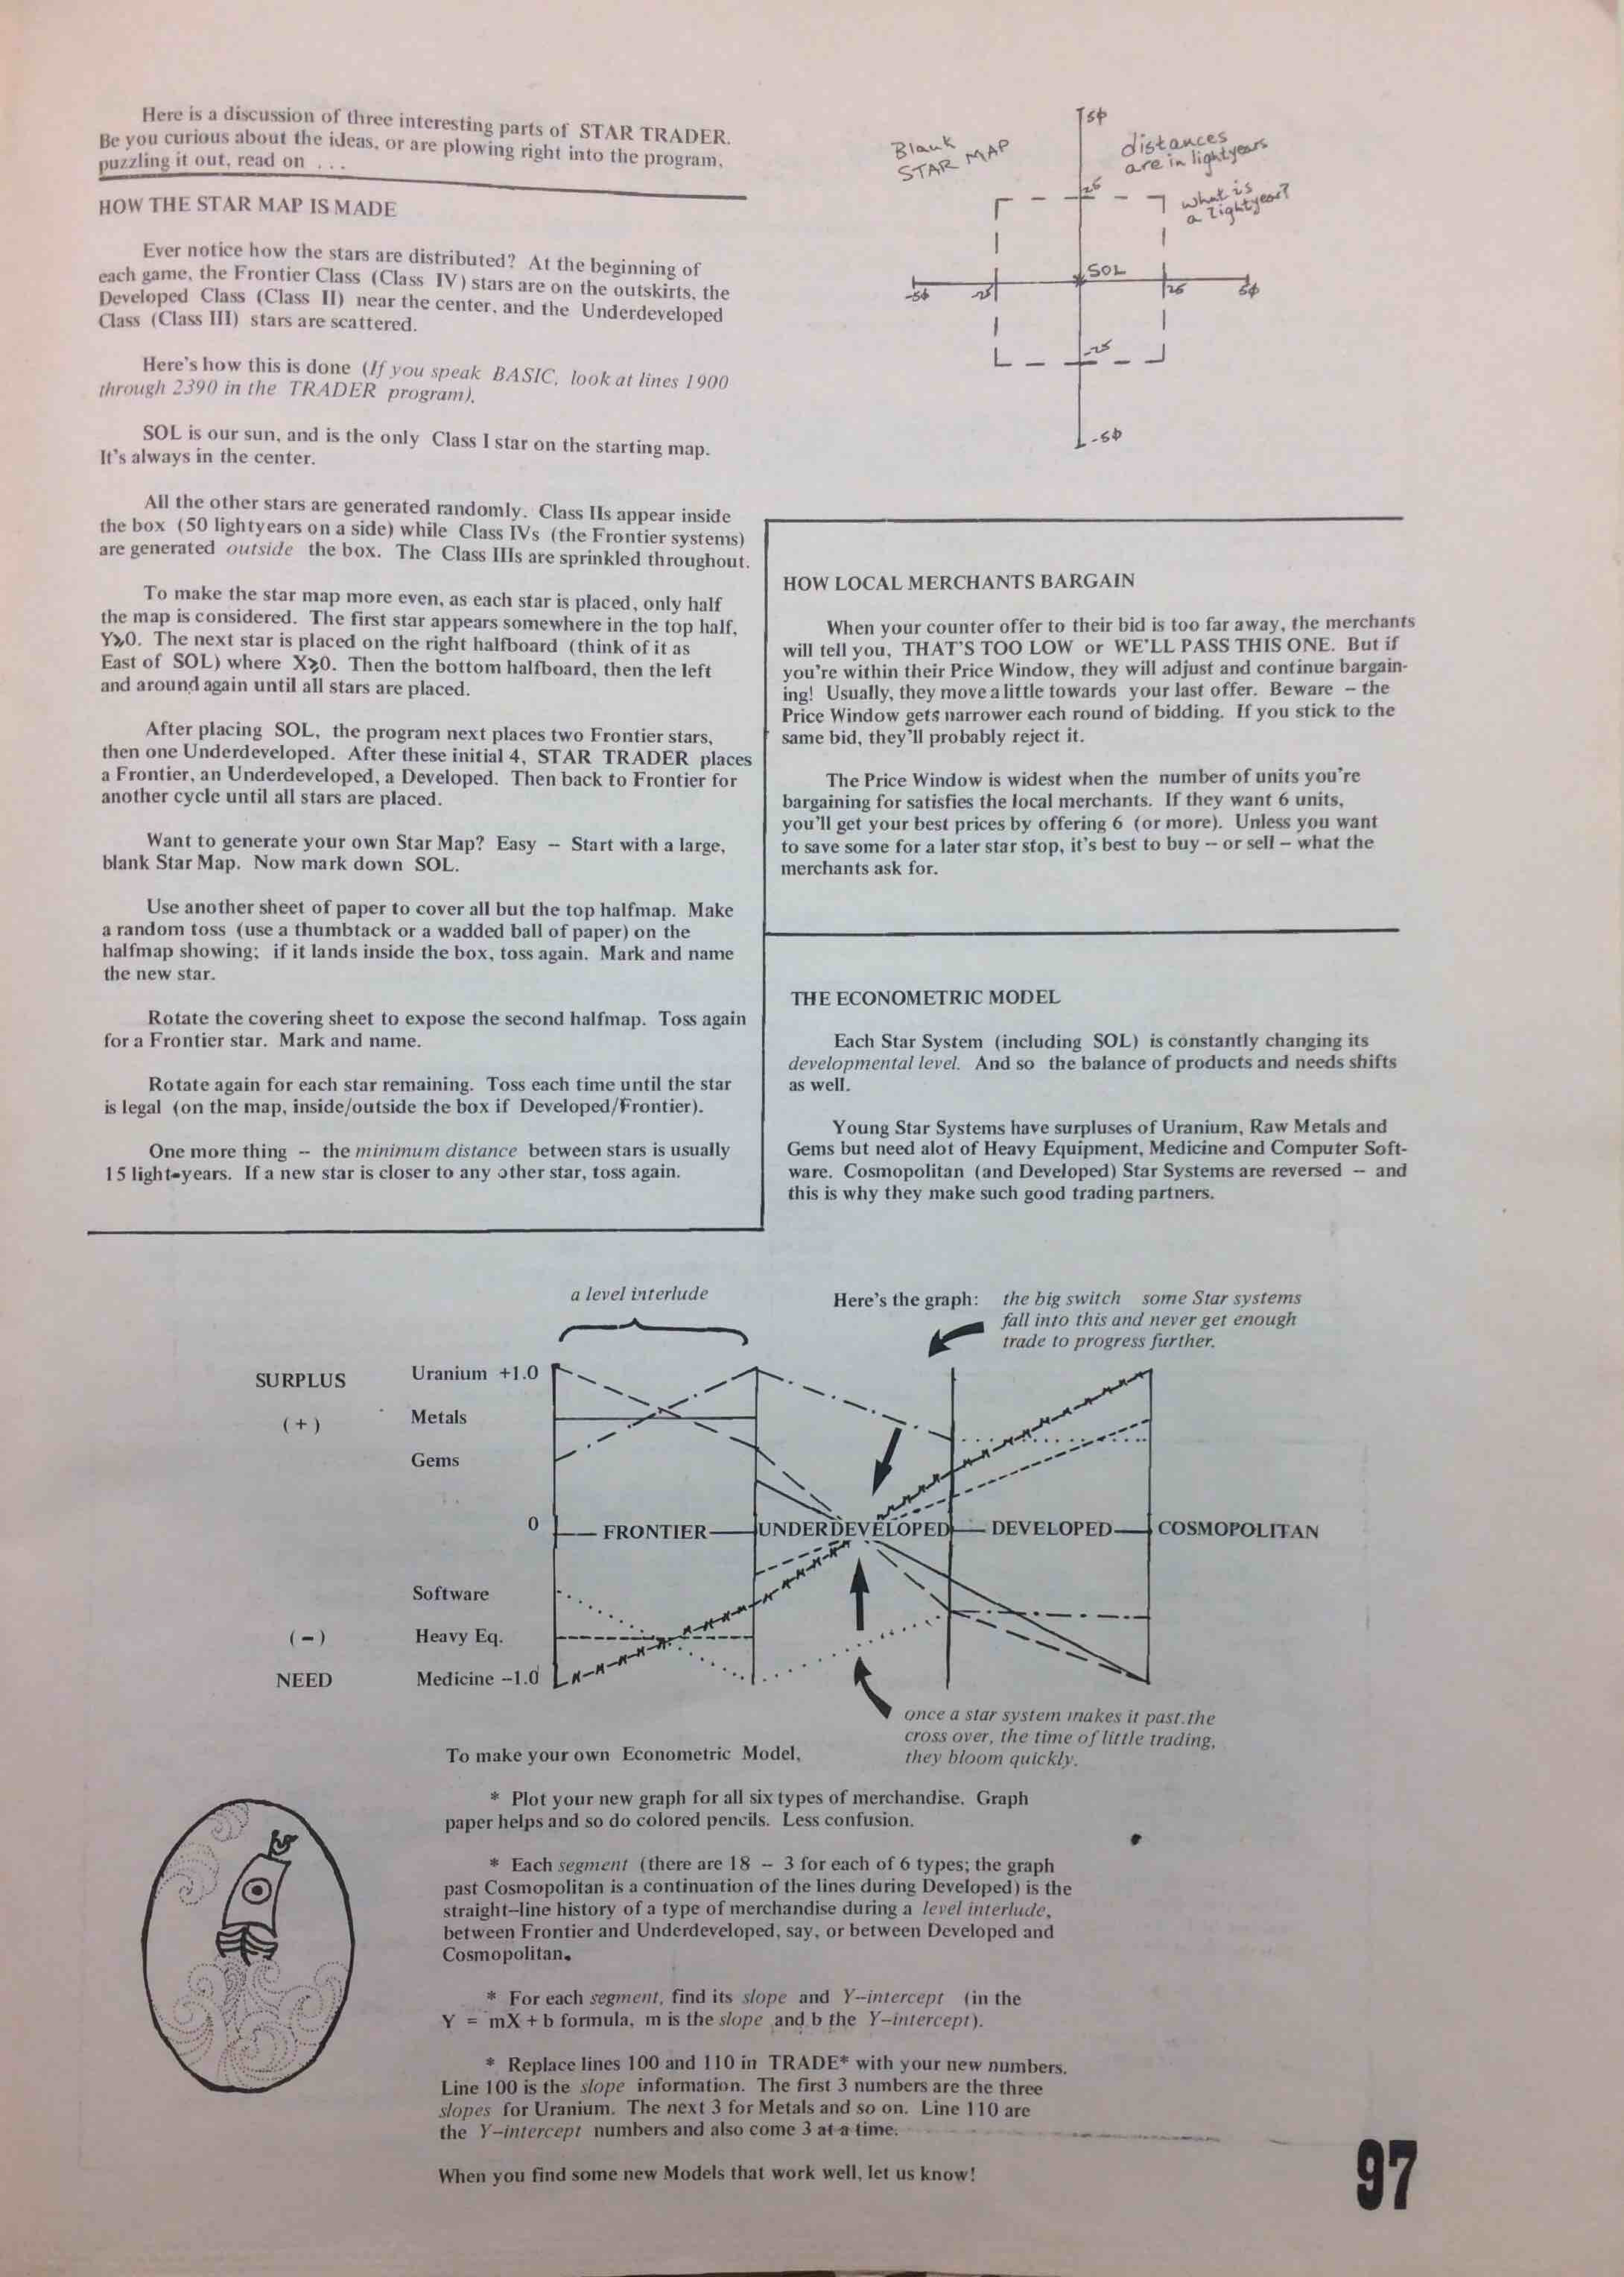 Here is a discussion of three interesting parts of STAR TRADER.
Be you curious about the ideas, or are plowing right into the program,
puzzling it out, read on . . .
HOW THE STAR MAP IS MADE
Ever notice how the stars are distributed? At the beginning of
each game, the Frontier Class (Class IV) stars are on the outskirts, the
Developed Class (Class II) near the center, and the Underdeveloped
Class (Class III) stars are scattered.
Here's how this is done (If you speak BASIC, look at lines 1900
through 2390 in the TRADER program).
SOL is our sun, and is the only Class I star on the starting map.
It's always in the center.
All the other stars are generated randomly. Class IIs appear inside
the box (50 lightyears on a side) while Class IVs (the Frontier systems)
are generated outside the box. The Class IIIs are sprinkled throughout.
To make the star map more even, as each star is placed, only half
the map is considered. The first star appears somewhere in the top half,
Y⩾0. The next star is placed on the right halfboard (think of it as
East of SOL) where X⩾0. Then the bottom halfboard, then the left
and around again until all stars are placed.
After placing SOL, the program next places two Frontier stars,
then one Underdeveloped. After these initial 4, STAR TRADER places
a Frontier, an Underdeveloped, a Developed. Then back to Frontier for
another cycle until all stars are placed.
Want to generate your own Star Map? Easy -- Start with a large,
blank Star Map. Now mark down SOL.
Use another sheet of paper to cover all but the top halfmap. Make
a random toss (use a thumbtack or a wadded ball of paper) on the
halfmap showing; if it lands inside the box, toss again. Mark and name
the new star.
Rotate the covering sheet to expose the second halfmap. Toss again
for a Frontier star. Mark and name.
Rotate again for each star remaining. Toss each time until the star
is legal (on the map, inside/outside the box if Developed/Frontier).
One more thing -- the minimum distance between stars is usually
15 light-years. If a new star is closer to any other star, toss again.
Blank
STAR MAP
distances
are in lightyears
what is
a lightyear?
50
25
SOL
-50
-25
25
50
-25
-50
HOW LOCAL MERCHANTS BARGAIN
When your counter offer to their bid is too far away, the merchants
will tell you, THAT'S TOO LOW or WE'LL PASS THIS ONE. But if
you're within their Price Window, they will adjust and continue bargain-
ing! Usually, they move a little towards your last offer. Beware -- the
Price Window gets narrower each round of bidding. If you stick to the
same bid, they'll probably reject it.
The Price Window is widest when the number of units you're
bargaining for satisfies the local merchants. If they want 6 units,
you'll get your best prices by offering 6 (or more). Unless you want
to save some for a later star stop, it's best to buy -- or sell -- what the
merchants ask for.
THE ECONOMETRIC MODEL
Each Star System (including SOL) is constantly changing its
developmental level. And so the balance of products and needs shifts
as well.
Young Star Systems have surpluses of Uranium, Raw Metals and
Gems but need alot of Heavy Equipment, Medicine and Computer Soft-
ware. Cosmopolitan (and Developed) Star Systems are reversed -- and
this is why they make such good trading partners.
a level interlude
Here's the graph:
the big switch some Star systems
fall into this and never get enough
trade to progress further.
SURPLUS
(+)
Uranium +1.0
Metals
Gems
0
FRONTIER
UNDERDEVELOPED
DEVELOPED
COSMOPOLITAN
Software
(-)
Heavy Eq.
NEED
Medicine --1.0
once a star system makes it past the
cross over, the time of little trading,
they bloom quickly.
To make your own Econometric Model,
* Plot your new graph for all six types of merchandise. Graph
paper helps and so do colored pencils. Less confusion.
* Each segment (there are 18 -- 3 for each of 6 types; the graph
past Cosmopolitan is a continuation of the lines during Developed) is the
straight--line history of a type of merchandise during a level interlude,
between Frontier and Underdeveloped, say, or between Developed and
Cosmopolitan.
* For each segment, find its slope and Y--intercept (in the
Y = mX + b formula, m is the slope and b the Y--intercept).
* Replace lines 100 and 110 in TRADE* with your new numbers.
Line 100 is the slope information. The first 3 numbers are the three
slopes for Uranium. The next 3 for Metals and so on. Line 110 are
the Y--intercept numbers and also come 3 at a time.
When you find some new Models that work well, let us know!
97